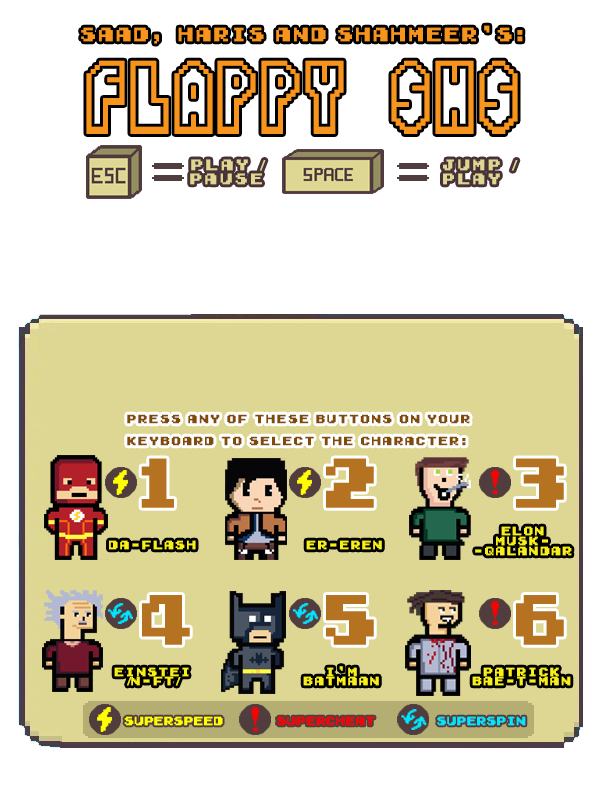 SAAD, HARIS AND SHAHMEER'S:
FLAPPY SHS
ESC = PLAY / PAUSE SPACE = JUMP / PLAY
PRESS ANY OF THESE BUTTONS ON YOUR
KEYBOARD TO SELECT THE CHARACTER:
1 2 3
DA-FLASH ER-EREN ELON MUSK--QALANDAR
4 5 6
EINSTEI /N-PT/ I'M BATMAAN PATRICK BAE-T-MAN
SUPERSPEED SUPERCHEAT SUPERSPIN